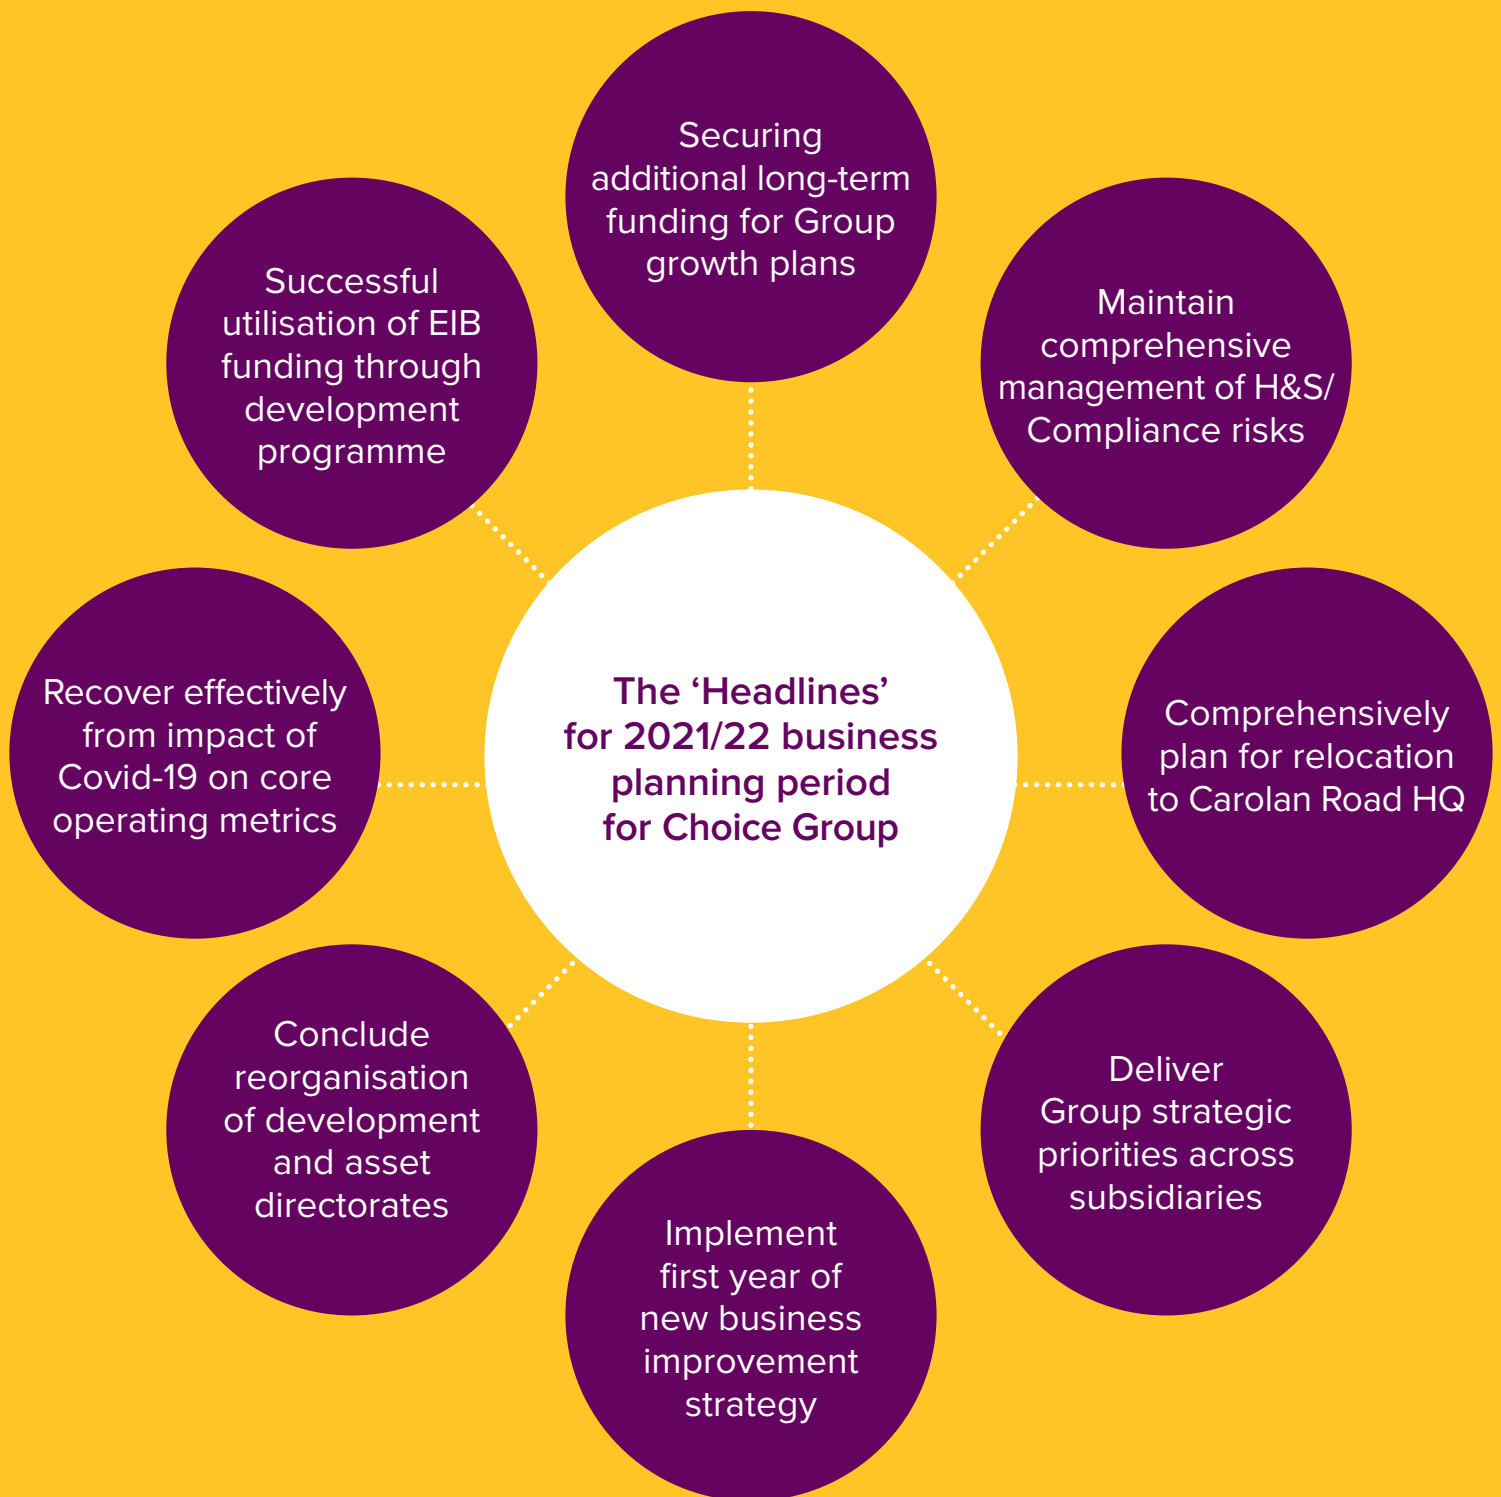 Securing
additional long-term
funding for Group
growth plans
Maintain
comprehensive
management of H&S/
Compliance risks
Comprehensively
plan for relocation
to Carolan Road HQ
Deliver
Group strategic
priorities across
subsidiaries
Implement
first year of
new business
improvement
strategy
Conclude
reorganisation
of development
and asset
directorates
Recover effectively
from impact of
Covid-19 on core
operating metrics
Successful
utilisation of EIB
funding through
development
programme
The ‘Headlines’
for 2021/22 business
planning period
for Choice Group